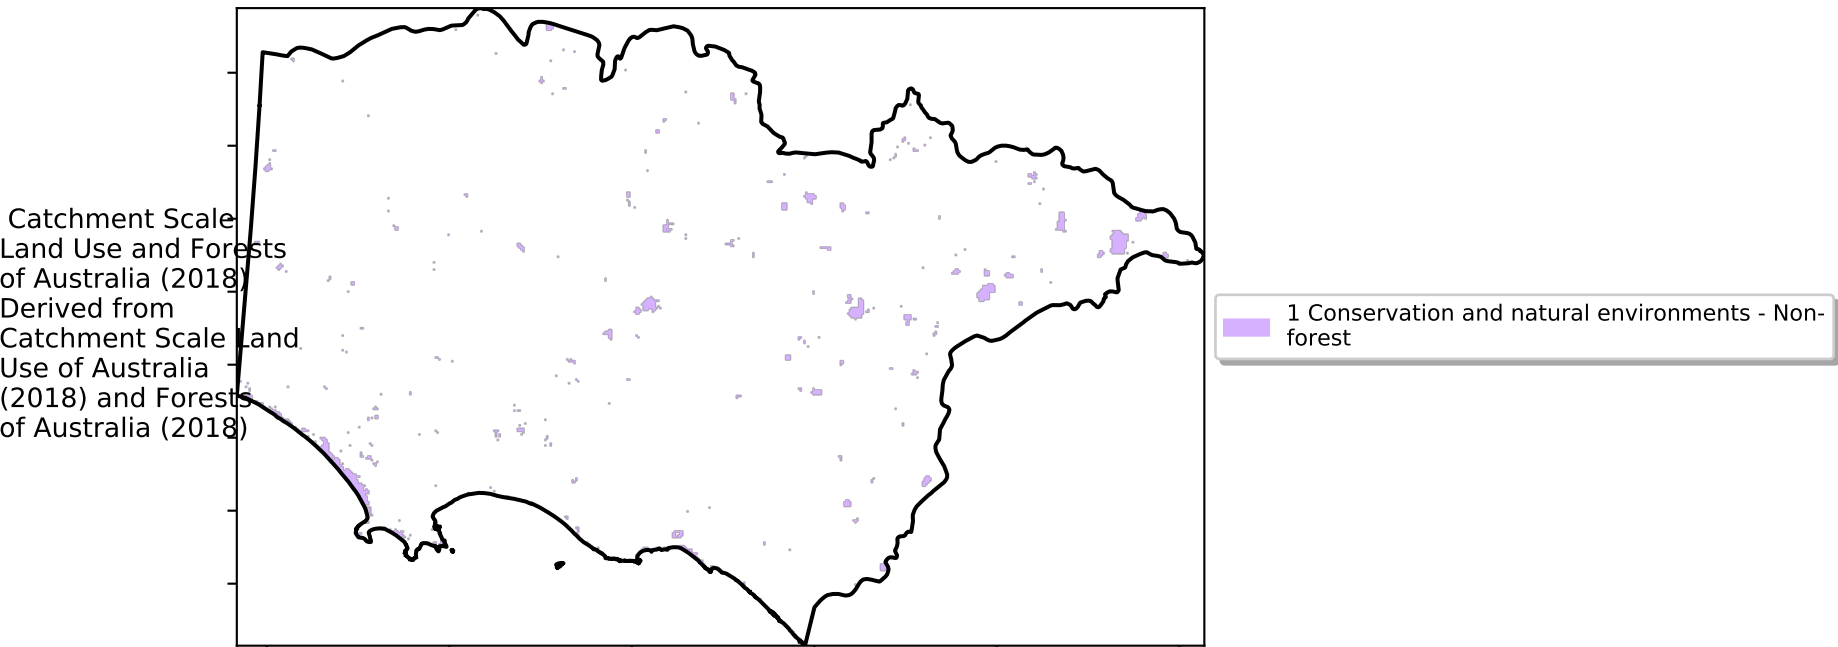 Catchment Scale
Land Use and Forests
of Australia (2018)
Derived from
Catchment Scale Land
Use of Australia
(2018) and Forests
of Australia (2018)
1 Conservation and natural environments - Non-
forest